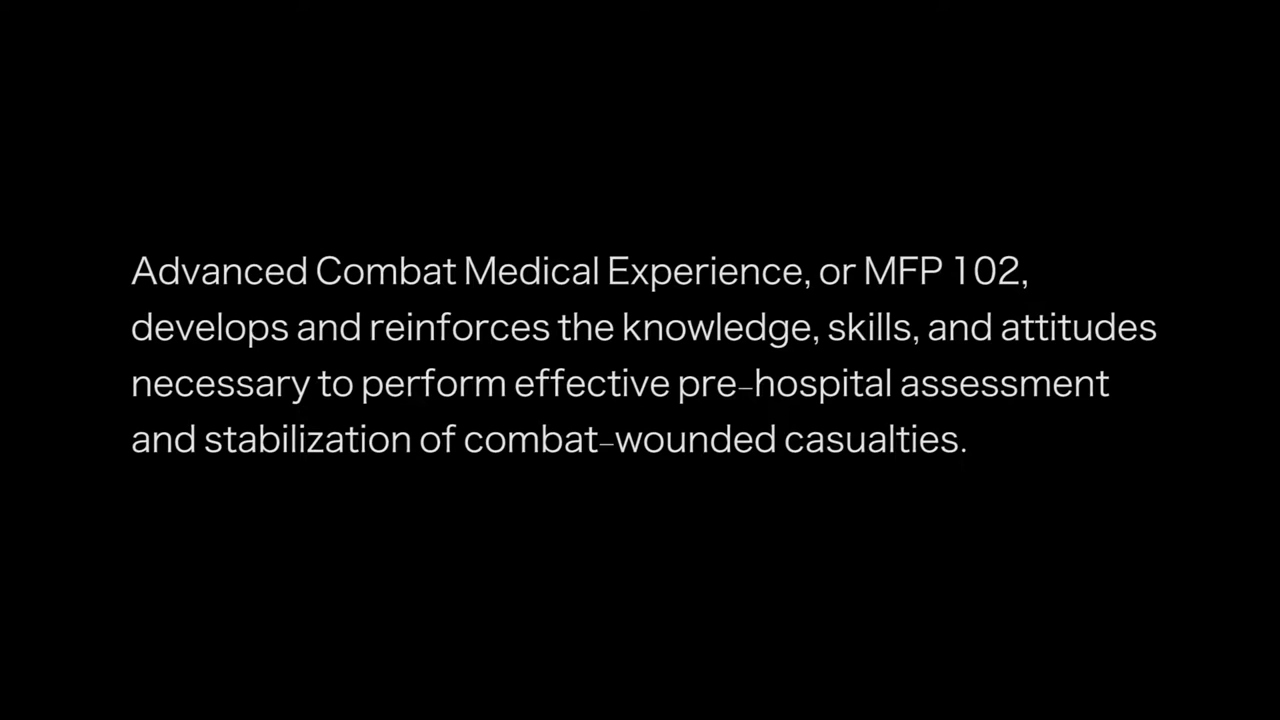 Advanced Combat Medical Experience, or MFP 102,
develops and reinforces the knowledge, skills, and attitudes
necessary to perform effective pre-hospital assessment
and stabilization of combat-wounded casualties.